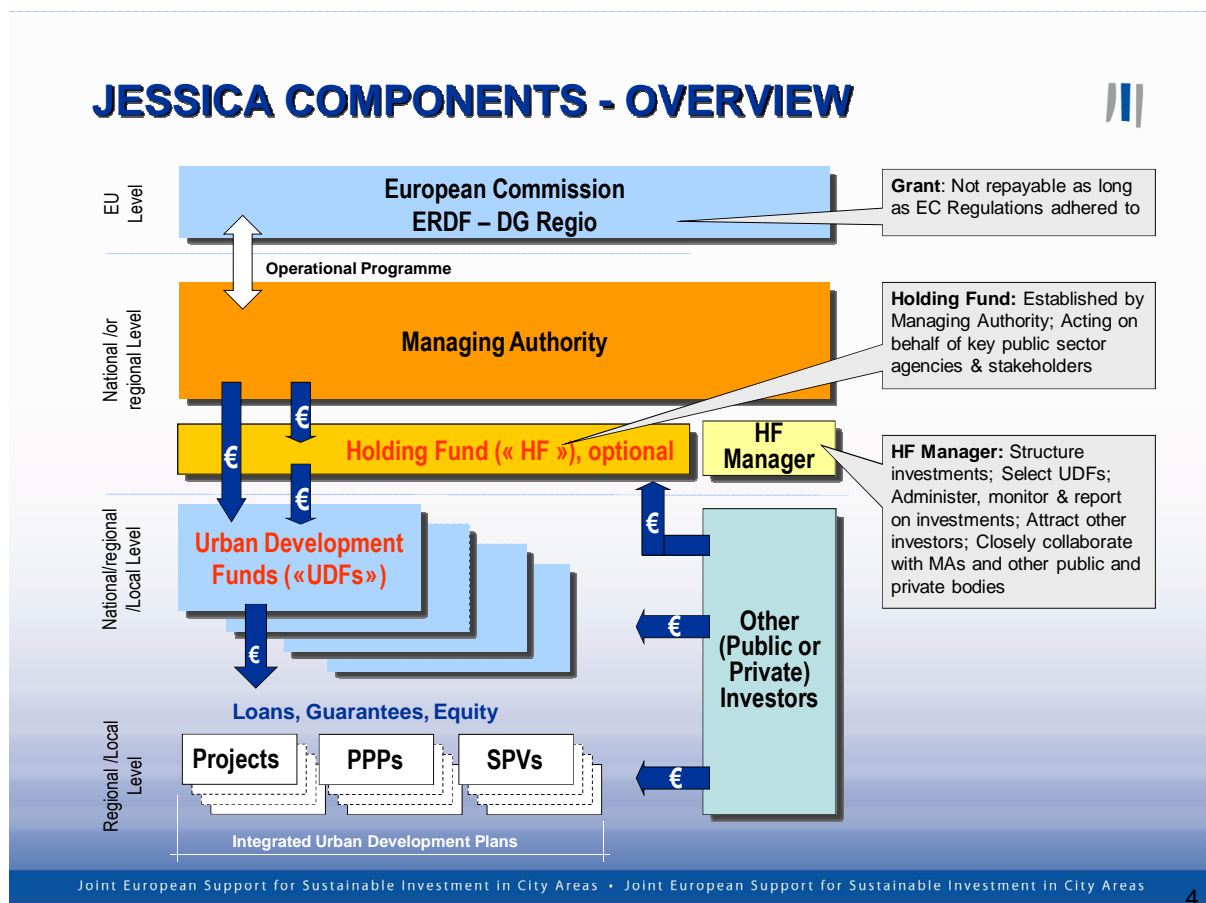 JESSICA COMPONENTS - OVERVIEW
EU
Level
European Commission
ERDF – DG Regio
Grant: Not repayable as long
as EC Regulations adhered to
Operational Programme
National /or
regional Level
Managing Authority
Holding Fund: Established by
Managing Authority; Acting on
behalf of key public sector
agencies & stakeholders
€
€
Holding Fund (« HF »), optional
HF
Manager
HF Manager: Structure
investments; Select UDFs;
Administer, monitor & report
on investments; Attract other
investors; Closely collaborate
with MAs and other public and
private bodies
€
€
National/regional
/Local Level
Urban Development
Funds («UDFs»)
€
€
Other
(Public or
Private)
Investors
Loans, Guarantees, Equity
Regional /Local
Level
Projects
PPPs
SPVs
€
Integrated Urban Development Plans
Joint European Support for Sustainable Investment in City Areas • Joint European Support for Sustainable Investment in City Areas
4